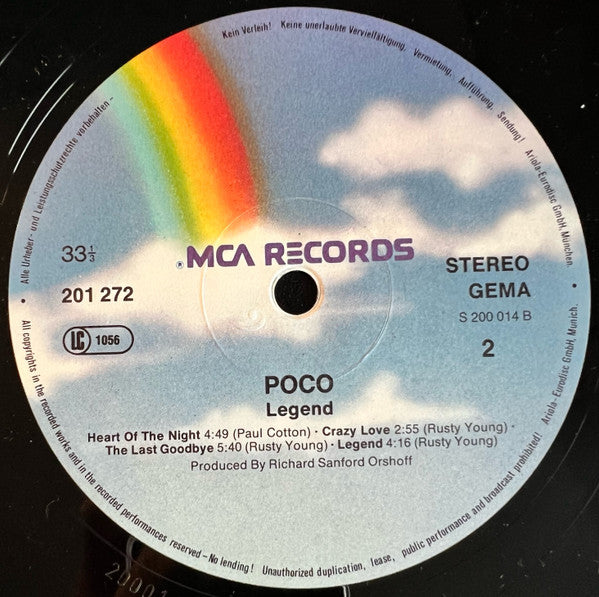 Alle Urheber- und Leistungsschutzrechte vorbehalten – Kein Verleih! Keine unerlaubte Vervielfältigung, Vermietung, Aufführung, Sendung! Ariola-Eurodisc GmbH, München
33⅓
®MCA RECORDS
STEREO
201 272
GEMA
S 200 014 B
LC 1056
2
POCO
Legend
Heart Of The Night 4:49 (Paul Cotton) · Crazy Love 2:55 (Rusty Young) ·
The Last Goodbye 5:40 (Rusty Young) · Legend 4:16 (Rusty Young)
Produced By Richard Sanford Orshoff
· All copyrights in the recorded works and in the recorded performances reserved – No lending! Unauthorized duplication, lease, public performance and broadcast prohibited! Ariola-Eurodisc GmbH, Munich. ·